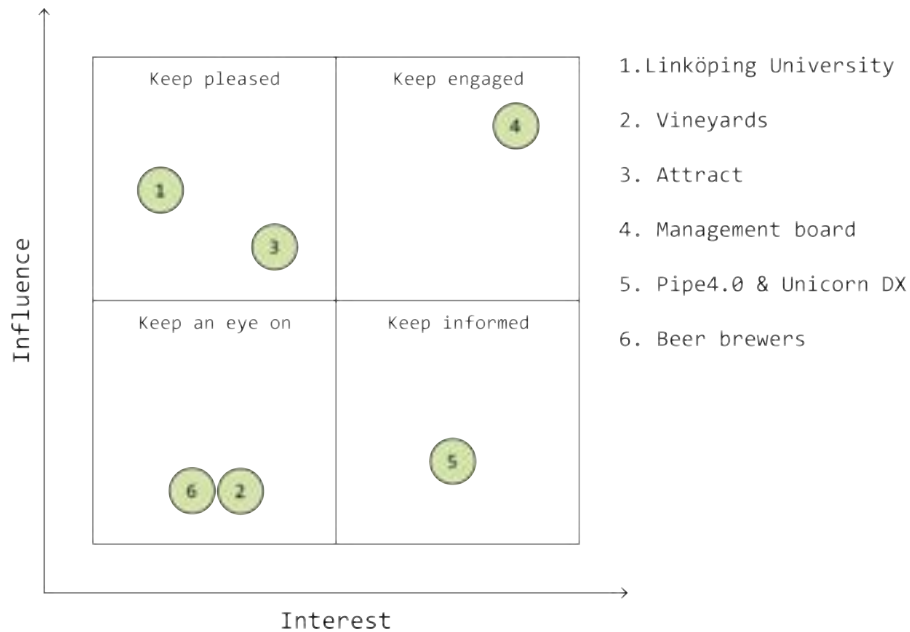 Keep pleased
Keep engaged
4
1
3
Keep an eye on
Keep informed
5
6
2
Influence
Interest
1.Linköping University
2. Vineyards
3. Attract
4. Management board
5. Pipe4.0 & Unicorn DX
6. Beer brewers